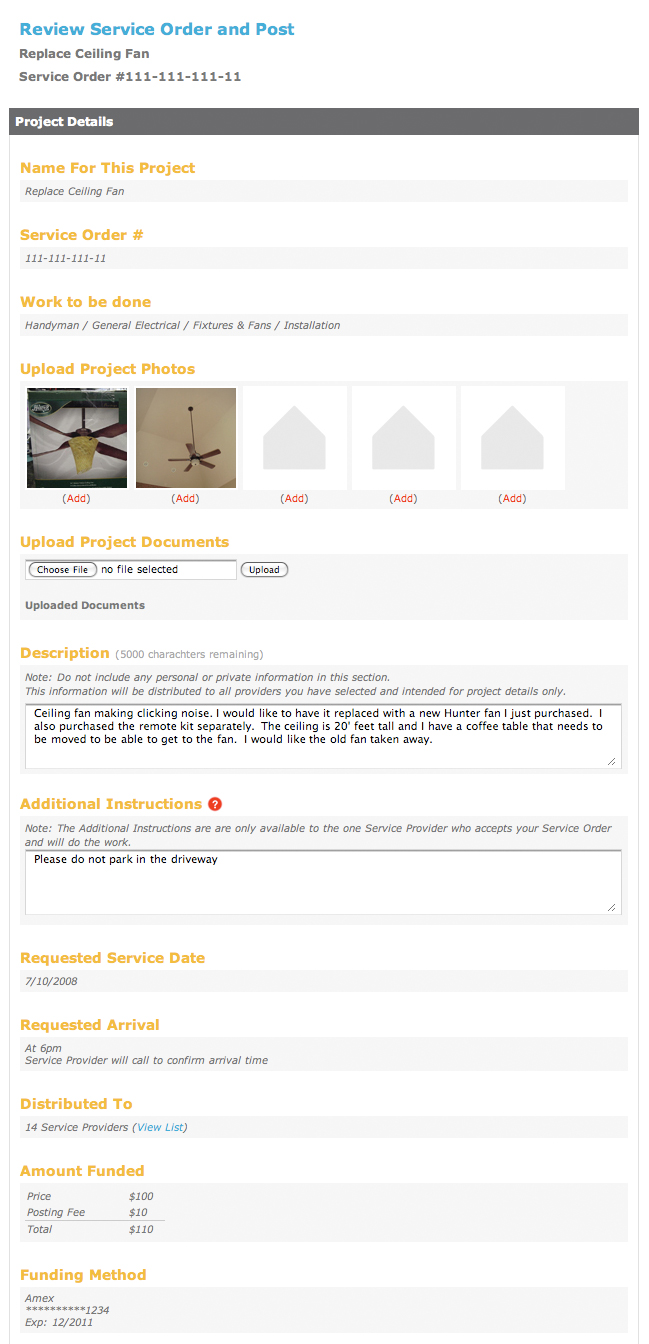 Review Service Order and Post
Replace Ceiling Fan
Service Order #111-111-111-11
Project Details
Name For This Project
Replace Ceiling Fan
Service Order #
111-111-111-11
Work to be done
Handyman / General Electrical / Fixtures & Fans / Installation
Upload Project Photos
Hunter
(Add) (Add) (Add) (Add) (Add)
Upload Project Documents
Choose File no file selected Upload
Uploaded Documents
Description (5000 charachters remaining)
Note: Do not include any personal or private information in this section.
This information will be distributed to all providers you have selected and intended for project details only.
Ceiling fan making clicking noise. I would like to have it replaced with a new Hunter fan I just purchased. I
also purchased the remote kit separately. The ceiling is 20' feet tall and I have a coffee table that needs to
be moved to be able to get to the fan. I would like the old fan taken away.
Additional Instructions ?
Note: The Additional Instructions are are only available to the one Service Provider who accepts your Service Order
and will do the work.
Please do not park in the driveway
Requested Service Date
7/10/2008
Requested Arrival
At 6pm
Service Provider will call to confirm arrival time
Distributed To
14 Service Providers (View List)
Amount Funded
Price $100
Posting Fee $10
Total $110
Funding Method
Amex
**********1234
Exp: 12/2011